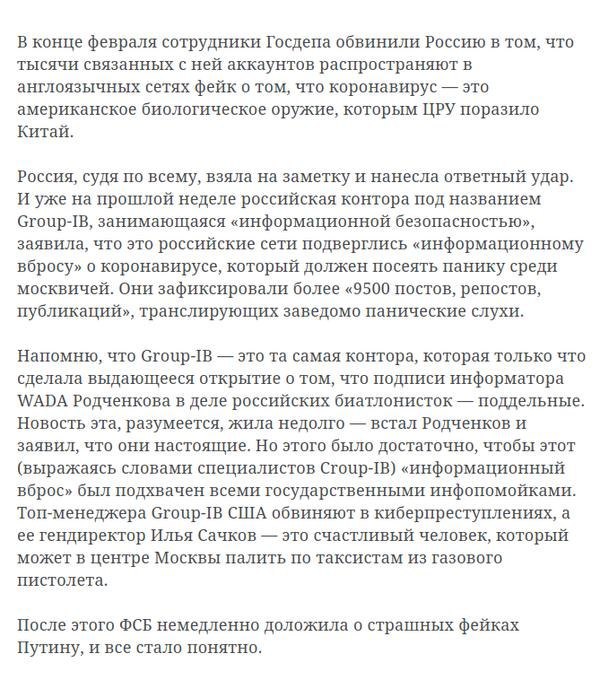 В конце февраля сотрудники Госдепа обвинили Россию в том, что
тысячи связанных с ней аккаунтов распространяют в
англоязычных сетях фейк о том, что коронавирус — это
американское биологическое оружие, которым ЦРУ поразило
Китай.
Россия, судя по всему, взяла на заметку и нанесла ответный удар.
И уже на прошлой неделе российская контора под названием
Group-IB, занимающаяся «информационной безопасностью»,
заявила, что это российские сети подверглись «информационному
вбросу» о коронавирусе, который должен посеять панику среди
москвичей. Они зафиксировали более «9500 постов, репостов,
публикаций», транслирующих заведомо панические слухи.
Напомню, что Group-IB — это та самая контора, которая только что
сделала выдающееся открытие о том, что подписи информатора
WADA Родченкова в деле российских биатлонисток — поддельные.
Новость эта, разумеется, жила недолго — встал Родченков и
заявил, что они настоящие. Но этого было достаточно, чтобы этот
(выражаясь словами специалистов Croup-IB) «информационный
вброс» был подхвачен всеми государственными инфопомойками.
Топ-менеджера Group-IB США обвиняют в киберпреступлениях, а
ее гендиректор Илья Сачков — это счастливый человек, который
может в центре Москвы палить по таксистам из газового
пистолета.
После этого ФСБ немедленно доложила о страшных фейках
Путину, и все стало понятно.